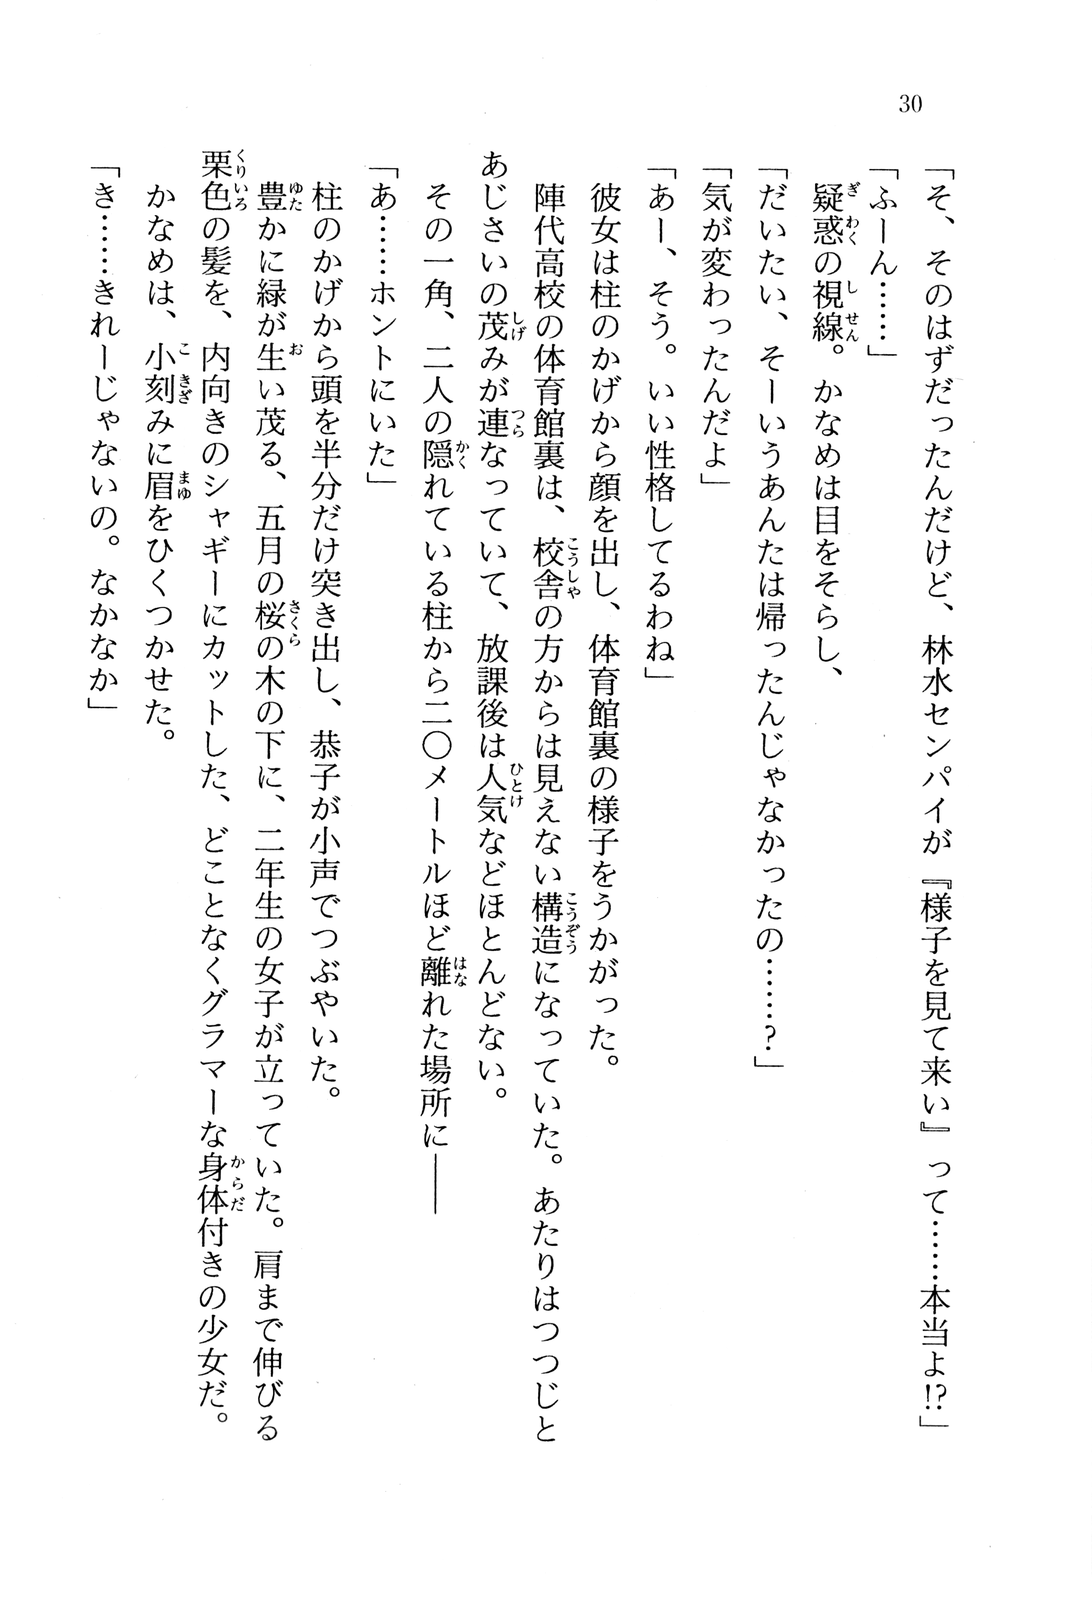 30
「そ、そのはずだったんだけど、林水センパイが『様子を見て来い』って……本当よ!?」
「ふーん……」
疑惑の視線。かなめは目をそらし、
「だいたい、そーいうあんたは帰ったんじゃなかったの……?」
「気が変わったんだよ」
「あー、そう。いい性格してるわね」
彼女は柱のかげから顔を出し、体育館裏の様子をうかがった。
陣代高校の体育館裏は、校舎の方からは見えない構造になっていた。あたりはつつじと
あじさいの茂みが連なっていて、放課後は人気などほとんどない。
その一角、二人の隠れている柱から二〇メートルほど離れた場所に――
「あ……ホントにいた」
柱のかげから頭を半分だけ突き出し、恭子が小声でつぶやいた。
豊かに緑が生い茂る、五月の桜の木の下に、二年生の女子が立っていた。肩まで伸びる
栗色の髪を、内向きのシャギーにカットした、どことなくグラマーな身体付きの少女だ。
かなめは、小刻みに眉をひくつかせた。
「き……きれーじゃないの。なかなか」